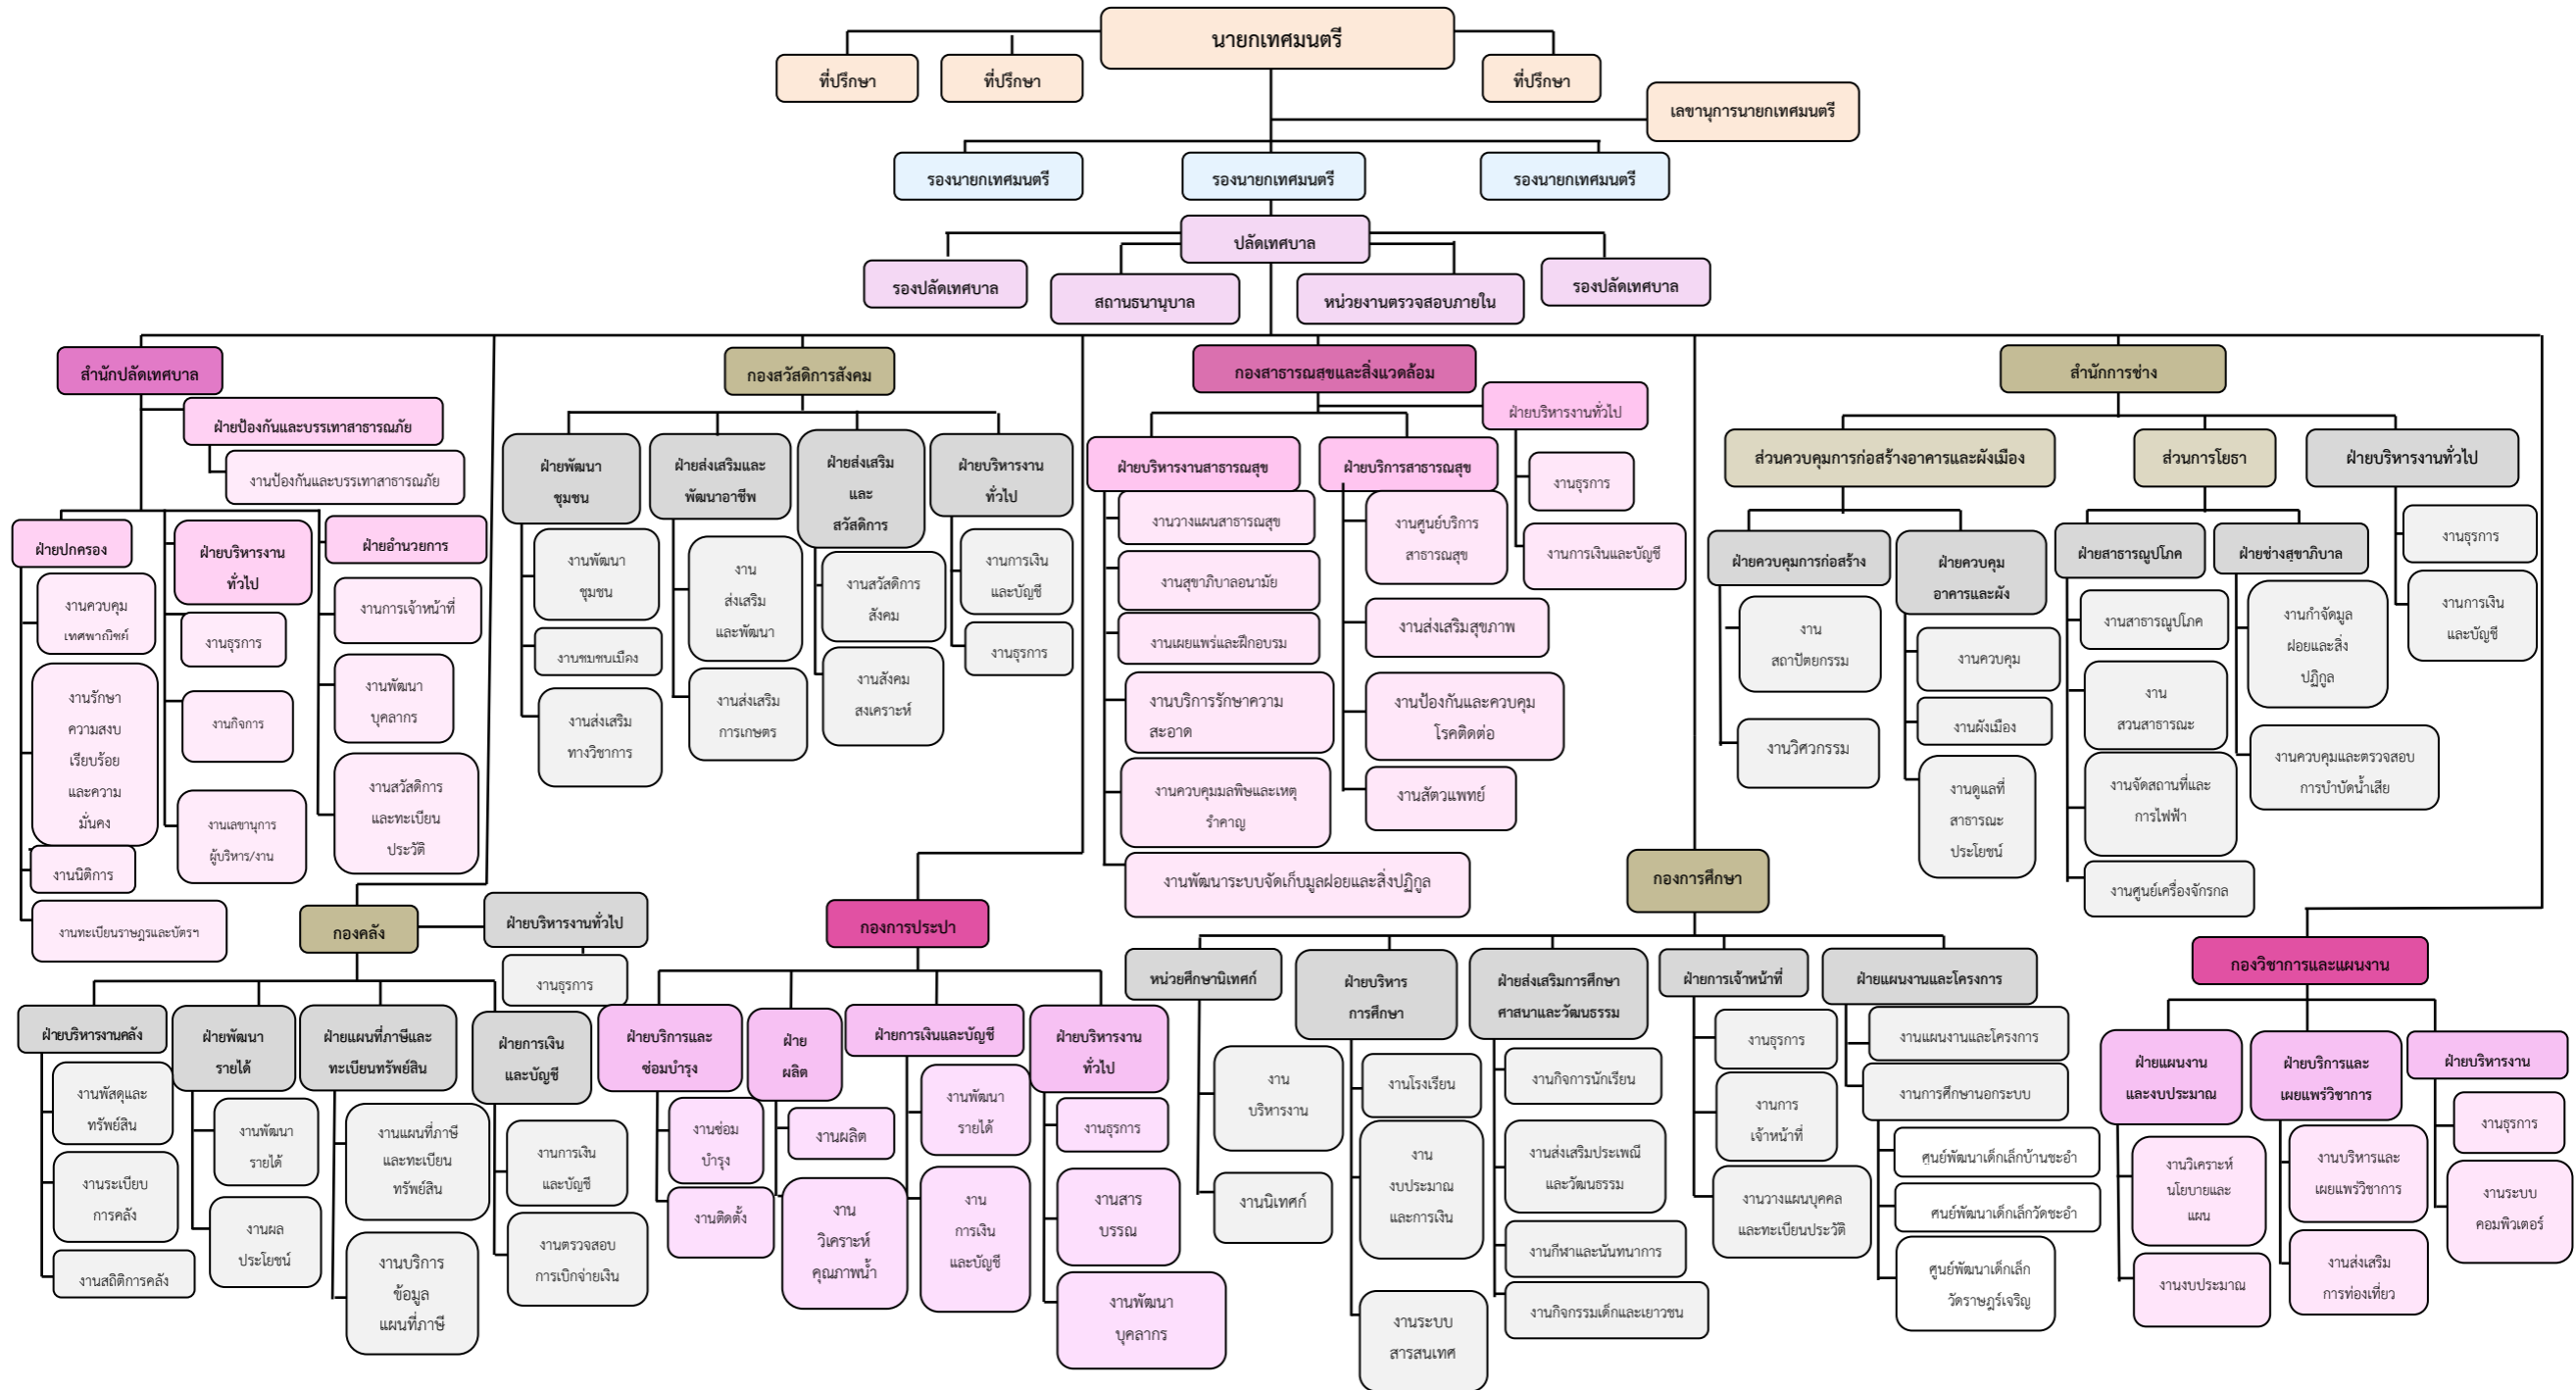 นายกเทศมนตรี
ที่ปรึกษา
ที่ปรึกษา
ที่ปรึกษา
เลขานุการนายกเทศมนตรี
รองนายกเทศมนตรี
รองนายกเทศมนตรี
รองนายกเทศมนตรี
ปลัดเทศบาล
รองปลัดเทศบาล
สถานธนานุบาล
หน่วยงานตรวจสอบภายใน
รองปลัดเทศบาล
สำนักปลัดเทศบาล
ฝ่ายป้องกันและบรรเทาสาธารณภัย
งานป้องกันและบรรเทาสาธารณภัย
ฝ่ายปกครอง
งานควบคุม
เทศพาณิชย์
งานรักษา
ความสงบ
เรียบร้อย
และความ
มั่นคง
งานนิติการ
งานทะเบียนราษฎรและบัตรฯ
ฝ่ายบริหารงาน
ทั่วไป
งานธุรการ
งานกิจการ
งานเลขานุการ
ผู้บริหาร/งาน
ฝ่ายอำนวยการ
งานการเจ้าหน้าที่
งานพัฒนา
บุคลากร
งานสวัสดิการ
และทะเบียน
ประวัติ
กองสวัสดิการสังคม
ฝ่ายพัฒนา
ชุมชน
งานพัฒนา
ชุมชน
งานชุมชนเมือง
งานส่งเสริม
ทางวิชาการ
ฝ่ายส่งเสริมและ
พัฒนาอาชีพ
งาน
ส่งเสริม
และพัฒนา
งานส่งเสริม
การเกษตร
ฝ่ายส่งเสริม
และ
สวัสดิการ
งานสวัสดิการ
สังคม
งานสังคม
สงเคราะห์
ฝ่ายบริหารงาน
ทั่วไป
งานการเงิน
และบัญชี
งานธุรการ
กองสาธารณสุขและสิ่งแวดล้อม
ฝ่ายบริหารงานทั่วไป
งานธุรการ
งานการเงินและบัญชี
ฝ่ายบริหารงานสาธารณสุข
งานวางแผนสาธารณสุข
งานสุขาภิบาลอนามัย
งานเผยแพร่และฝึกอบรม
งานบริการรักษาความ
สะอาด
งานควบคุมมลพิษและเหตุ
รำคาญ
งานพัฒนาระบบจัดเก็บมูลฝอยและสิ่งปฏิกูล
ฝ่ายบริการสาธารณสุข
งานศูนย์บริการ
สาธารณสุข
งานส่งเสริมสุขภาพ
งานป้องกันและควบคุม
โรคติดต่อ
งานสัตวแพทย์
สำนักการช่าง
ส่วนควบคุมการก่อสร้างอาคารและผังเมือง
ฝ่ายควบคุมการก่อสร้าง
งาน
สถาปัตยกรรม
งานวิศวกรรม
ฝ่ายควบคุม
อาคารและผัง
งานควบคุม
งานผังเมือง
งานดูแลที่
สาธารณะ
ประโยชน์
ส่วนการโยธา
ฝ่ายสาธารณูปโภค
งานสาธารณูปโภค
งาน
สวนสาธารณะ
งานจัดสถานที่และ
การไฟฟ้า
งานศูนย์เครื่องจักรกล
ฝ่ายช่างสุขาภิบาล
งานกำจัดมูล
ฝอยและสิ่ง
ปฏิกูล
งานควบคุมและตรวจสอบ
การบำบัดน้ำเสีย
ฝ่ายบริหารงานทั่วไป
งานธุรการ
งานการเงิน
และบัญชี
กองคลัง
ฝ่ายบริหารงานทั่วไป
งานธุรการ
ฝ่ายบริหารงานคลัง
งานพัสดุและ
ทรัพย์สิน
งานระเบียบ
การคลัง
งานสถิติการคลัง
ฝ่ายพัฒนา
รายได้
งานพัฒนา
รายได้
งานผล
ประโยชน์
ฝ่ายแผนที่ภาษีและ
ทะเบียนทรัพย์สิน
งานแผนที่ภาษี
และทะเบียน
ทรัพย์สิน
งานบริการ
ข้อมูล
แผนที่ภาษี
ฝ่ายการเงิน
และบัญชี
งานการเงิน
และบัญชี
งานตรวจสอบ
การเบิกจ่ายเงิน
กองการประปา
ฝ่ายบริการและ
ซ่อมบำรุง
งานซ่อม
บำรุง
งานติดตั้ง
ฝ่าย
ผลิต
งานผลิต
งาน
วิเคราะห์
คุณภาพน้ำ
ฝ่ายการเงินและบัญชี
งานพัฒนา
รายได้
งาน
การเงิน
และบัญชี
ฝ่ายบริหารงาน
ทั่วไป
งานธุรการ
งานสาร
บรรณ
งานพัฒนา
บุคลากร
กองการศึกษา
หน่วยศึกษานิเทศก์
งาน
บริหารงาน
งานนิเทศก์
ฝ่ายบริหาร
การศึกษา
งานโรงเรียน
งาน
งบประมาณ
และการเงิน
งานระบบ
สารสนเทศ
ฝ่ายส่งเสริมการศึกษา
ศาสนาและวัฒนธรรม
งานกิจการนักเรียน
งานส่งเสริมประเพณี
และวัฒนธรรม
งานกีฬาและนันทนาการ
งานกิจกรรมเด็กและเยาวชน
ฝ่ายการเจ้าหน้าที่
งานธุรการ
งานการ
เจ้าหน้าที่
งานวางแผนบุคคล
และทะเบียนประวัติ
ฝ่ายแผนงานและโครงการ
งานแผนงานและโครงการ
งานการศึกษานอกระบบ
ศูนย์พัฒนาเด็กเล็กบ้านชะอำ
ศูนย์พัฒนาเด็กเล็กวัดชะอำ
ศูนย์พัฒนาเด็กเล็ก
วัดราษฎร์เจริญ
กองวิชาการและแผนงาน
ฝ่ายแผนงาน
และงบประมาณ
งานวิเคราะห์
นโยบายและ
แผน
งานงบประมาณ
ฝ่ายบริการและ
เผยแพร่วิชาการ
งานบริหารและ
เผยแพร่วิชาการ
งานส่งเสริม
การท่องเที่ยว
ฝ่ายบริหารงาน
งานธุรการ
งานระบบ
คอมพิวเตอร์